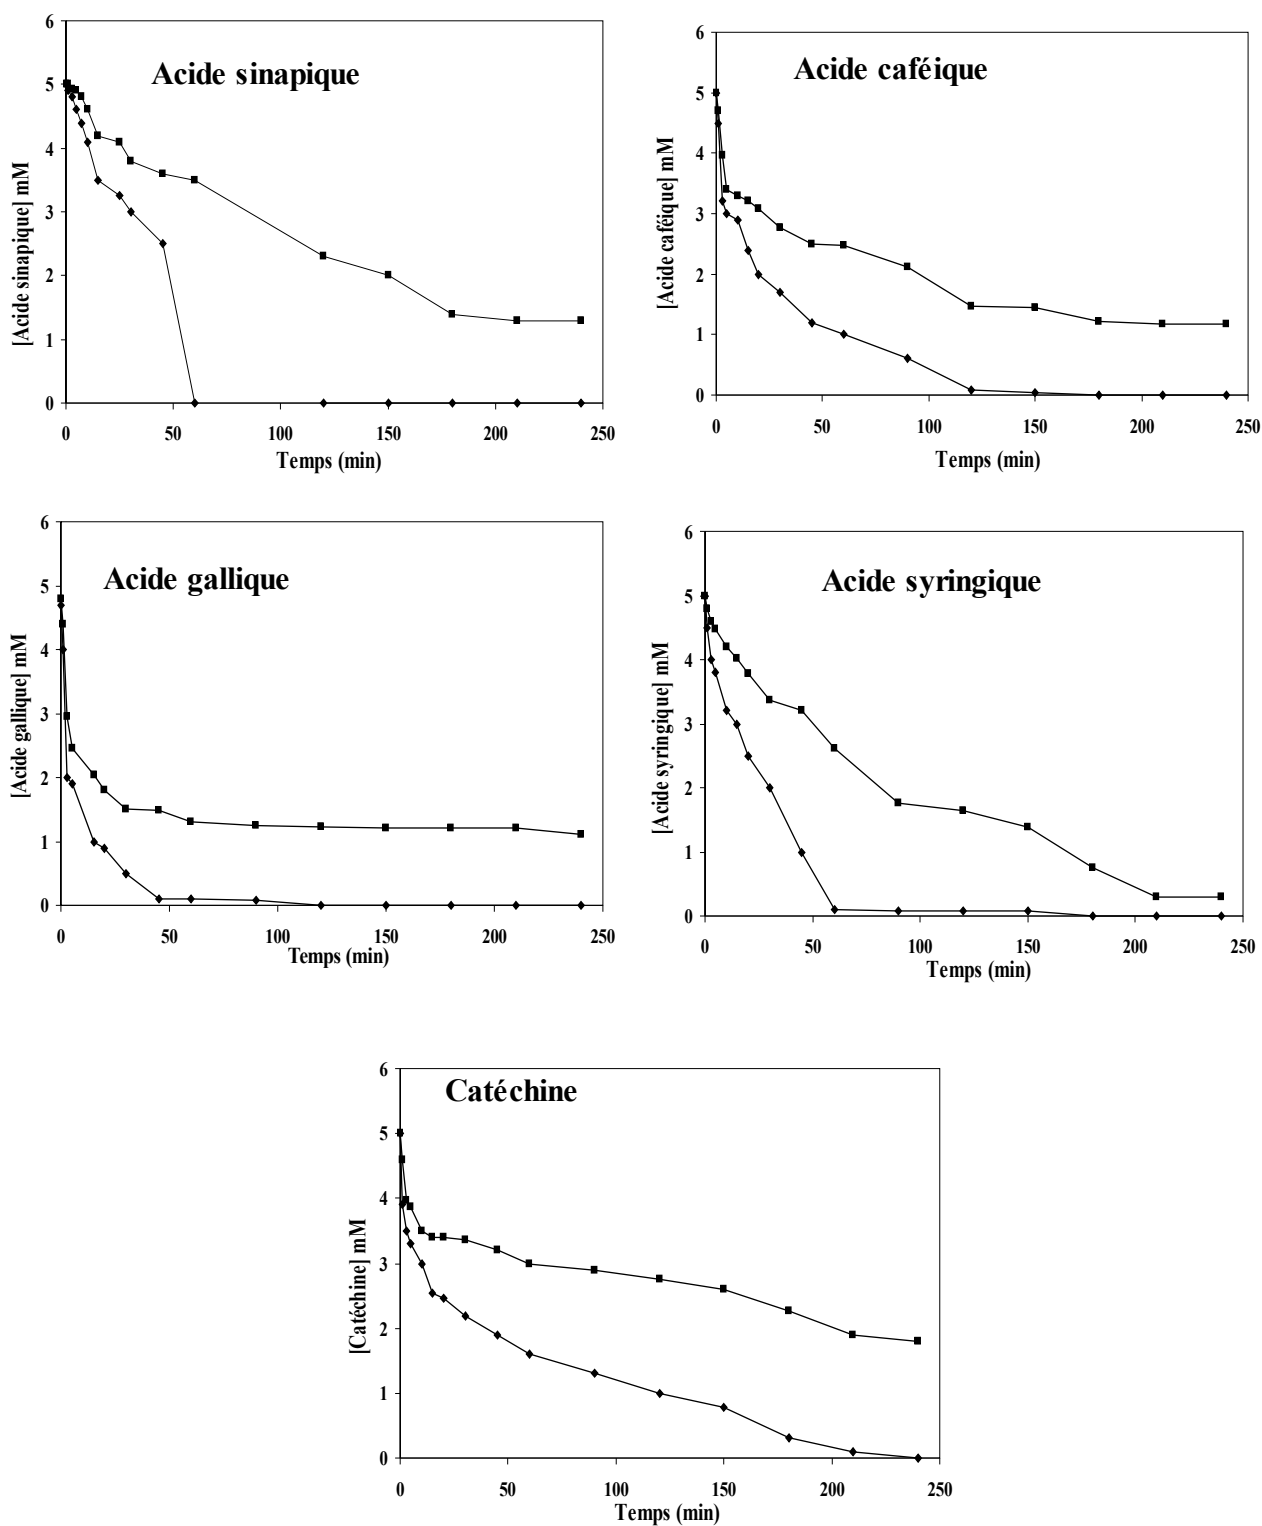 Acide sinapique
[Acide sinapique] mM
6
5
4
3
2
1
0
0 50 100 150 200 250
Temps (min)
Acide caféique
[Acide caféique] mM
6
5
4
3
2
1
0
0 50 100 150 200 250
Temps (min)
Acide gallique
[Acide gallique] mM
6
5
4
3
2
1
0
0 50 100 150 200 250
Temps (min)
Acide syringique
[Acide syringique] mM
6
5
4
3
2
1
0
0 50 100 150 200 250
Temps (min)
Catéchine
[Catéchine] mM
6
5
4
3
2
1
0
0 50 100 150 200 250
Temps (min)